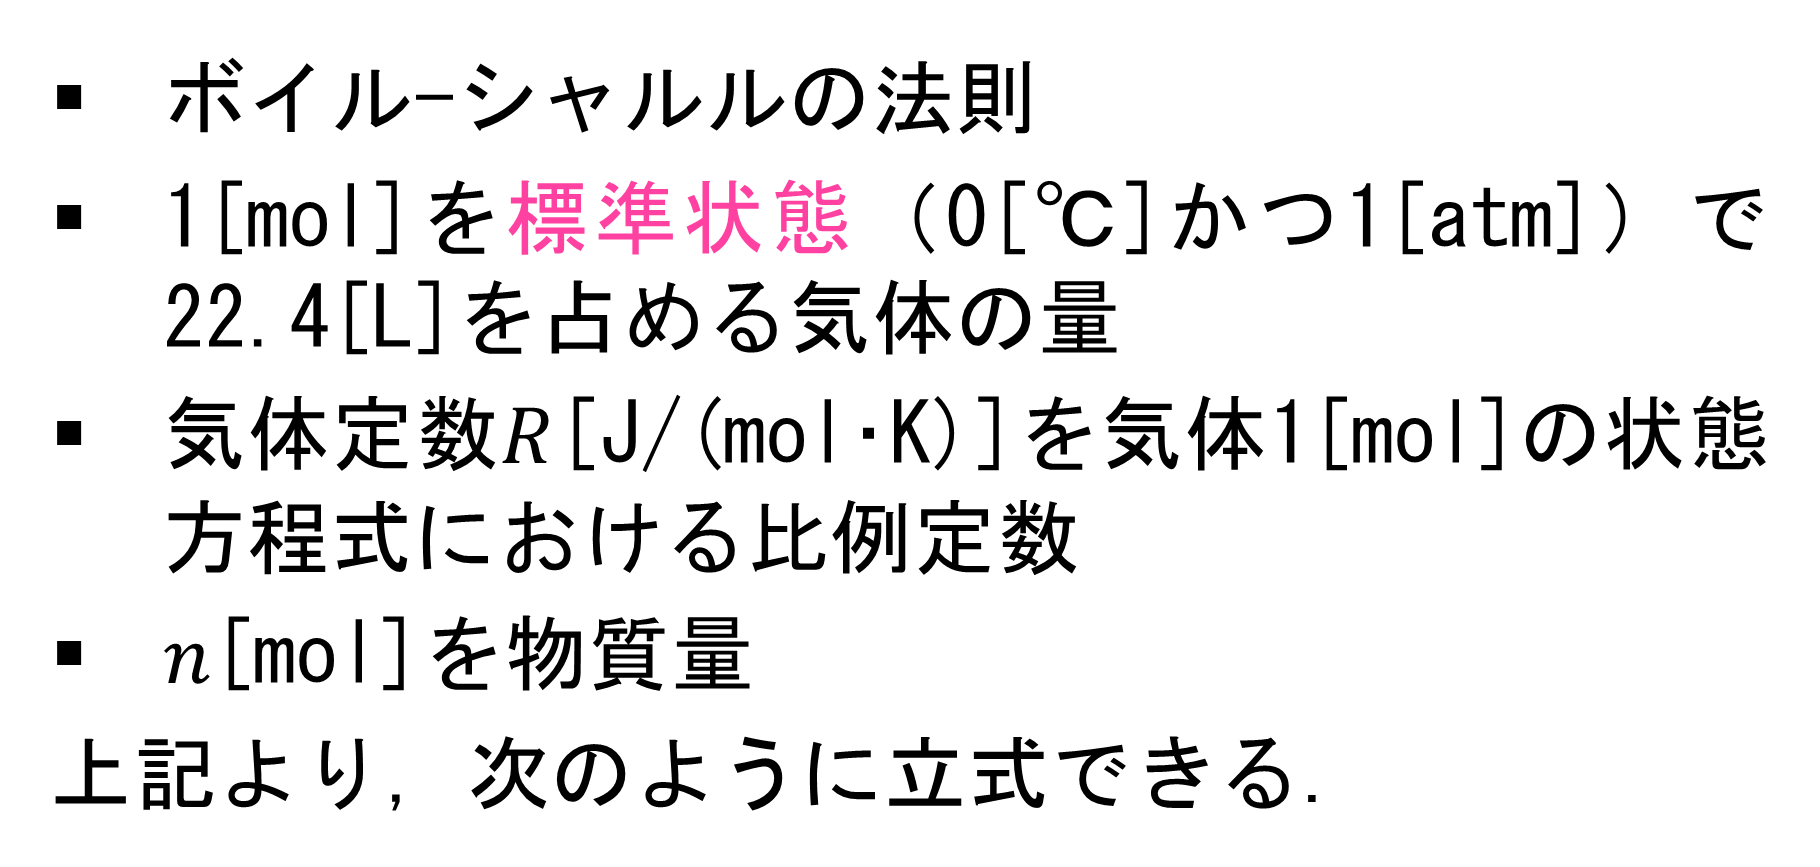 ▪ ボイル-シャルルの法則
▪ 1[mol]を標準状態（0[℃]かつ1[atm]）で
22.4[L]を占める気体の量
▪ 気体定数R[J/(mol・K)]を気体1[mol]の状態
方程式における比例定数
▪ n[mol]を物質量
上記より，次のように立式できる．